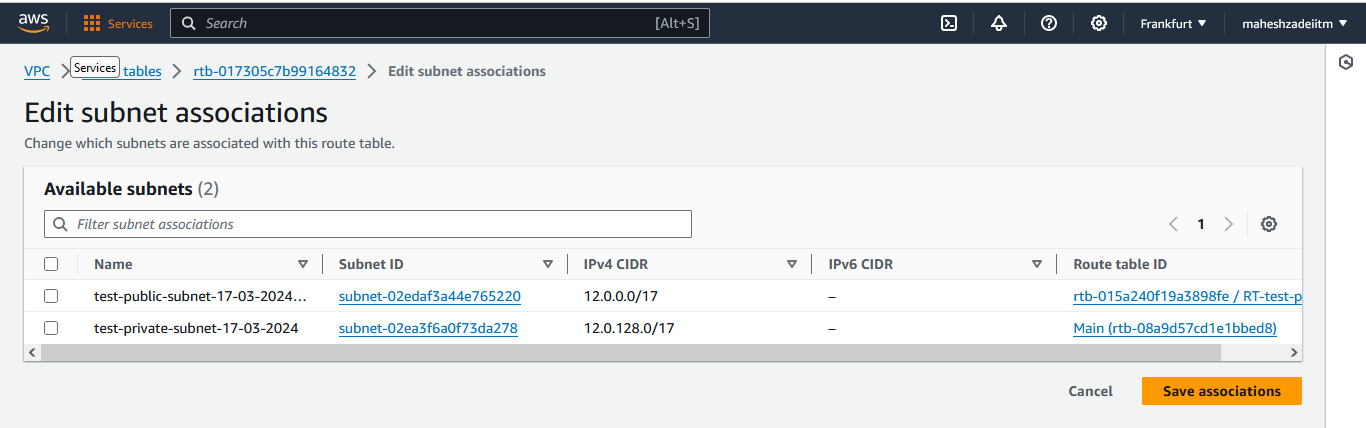 aws Services Search [Alt+S] Frankfurt maheshzadeiitm
VPC Services tables rtb-017305c7b99164832 Edit subnet associations
Edit subnet associations
Change which subnets are associated with this route table.
Available subnets (2)
Filter subnet associations 1
Name Subnet ID IPv4 CIDR IPv6 CIDR Route table ID
test-public-subnet-17-03-2024... subnet-02edaf3a44e765220 12.0.0.0/17 – rtb-015a240f19a3898fe / RT-test-p
test-private-subnet-17-03-2024 subnet-02ea3f6a0f73da278 12.0.128.0/17 – Main (rtb-08a9d57cd1e1bbed8)
Cancel Save associations